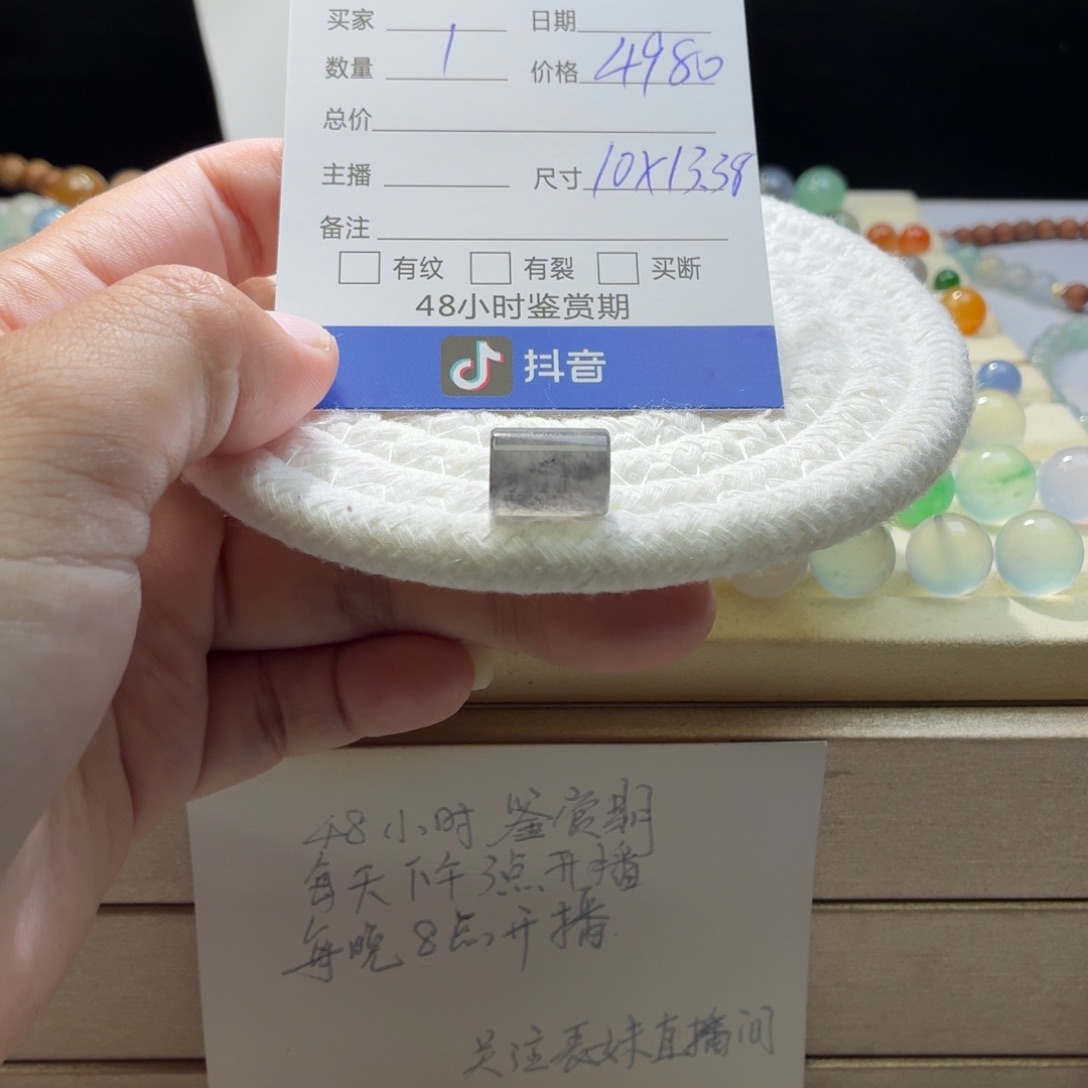 买家 日期
数量 1 价格 4980
总价
主播 尺寸 10X13.38
备注
有纹 有裂 买断
48小时鉴赏期
抖音
48小时鉴赏期
每天下午3点开播
每晚8点开播
关注表妹直播间